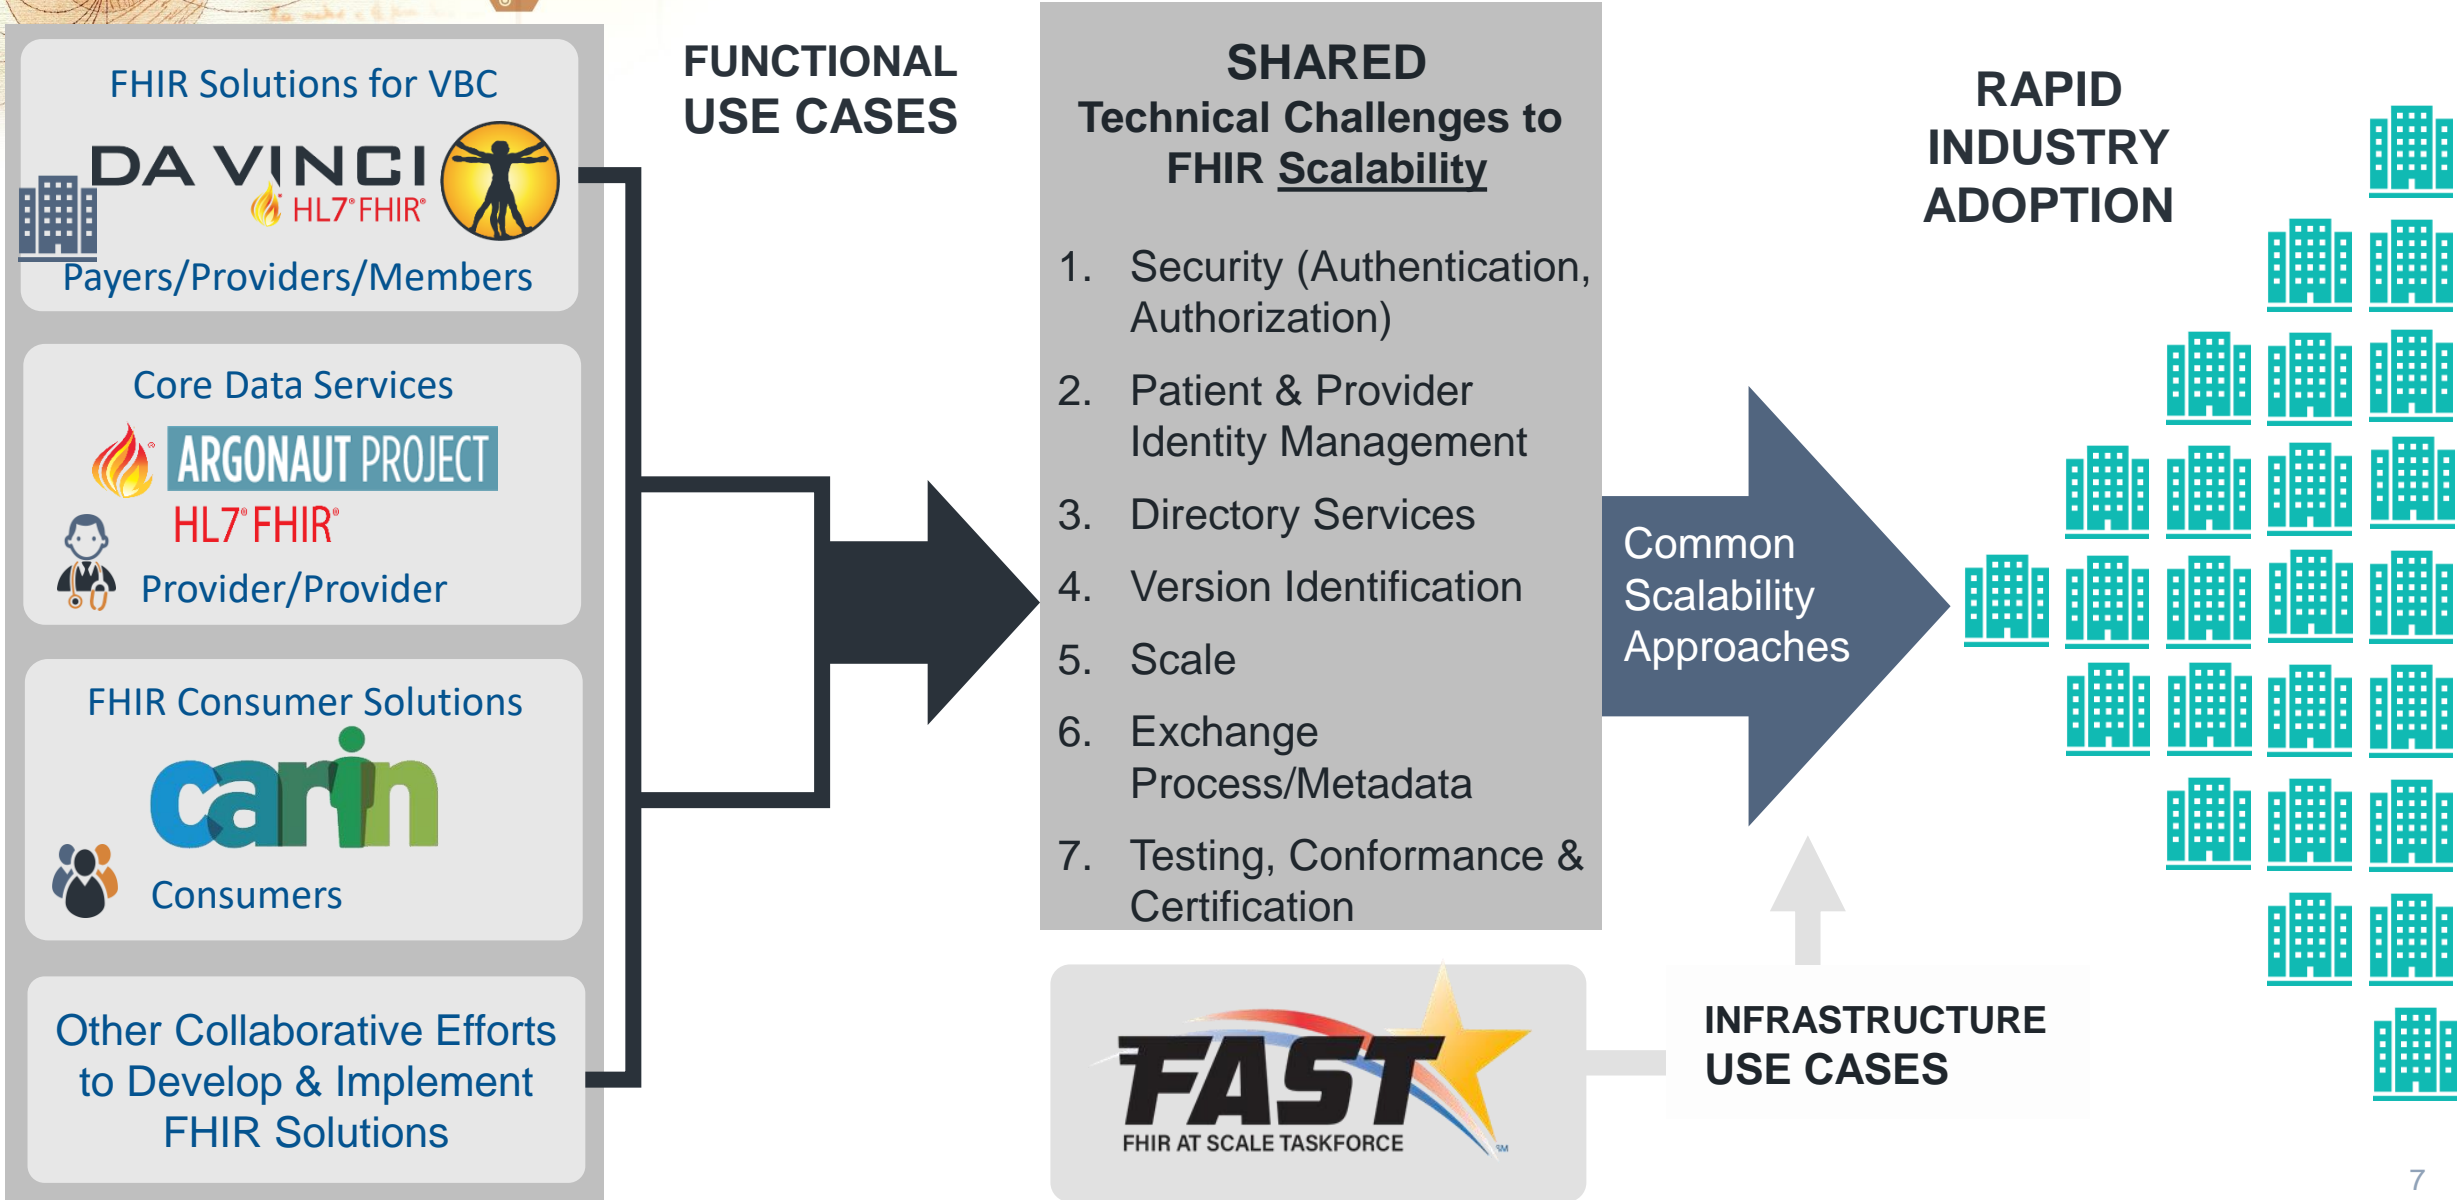 FHIR Solutions for VBC
DA VINCI
HL7® FHIR®
Payers/Providers/Members
Core Data Services
ARGONAUT PROJECT
HL7® FHIR®
Provider/Provider
FHIR Consumer Solutions
carin
Consumers
Other Collaborative Efforts
to Develop & Implement
FHIR Solutions
FUNCTIONAL
USE CASES
SHARED
Technical Challenges to
FHIR Scalability
1. Security (Authentication,
Authorization)
2. Patient & Provider
Identity Management
3. Directory Services
4. Version Identification
5. Scale
6. Exchange
Process/Metadata
7. Testing, Conformance &
Certification
FAST
FHIR AT SCALE TASKFORCE
SM
Common
Scalability
Approaches
INFRASTRUCTURE
USE CASES
RAPID
INDUSTRY
ADOPTION
7